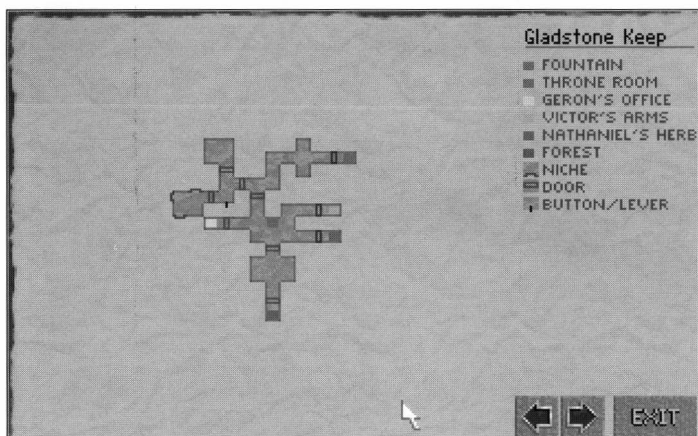 Gladstone Keep
FOUNTAIN
THRONE ROOM
GERON'S OFFICE
VICTOR'S ARMS
NATHANIEL'S HERB
FOREST
NICHE
DOOR
BUTTON/LEVER
EXIT